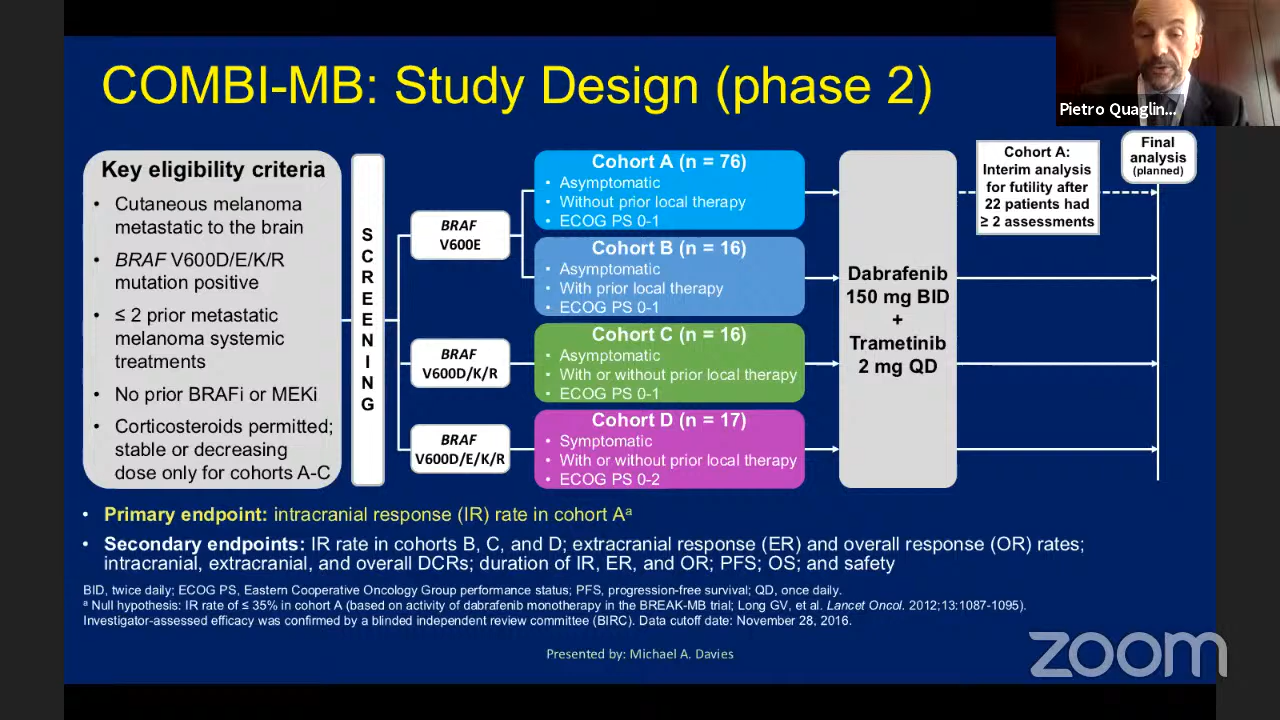 COMBI-MB: Study Design (phase 2)
Pietro Quaglin...
Key eligibility criteria
• Cutaneous melanoma
metastatic to the brain
• BRAF V600D/E/K/R
mutation positive
• ≤ 2 prior metastatic
melanoma systemic
treatments
• No prior BRAFi or MEKi
• Corticosteroids permitted;
stable or decreasing
dose only for cohorts A-C
SCREENING
BRAF
V600E
BRAF
V600D/K/R
BRAF
V600D/E/K/R
Cohort A (n = 76)
• Asymptomatic
• Without prior local therapy
• ECOG PS 0-1
Cohort B (n = 16)
• Asymptomatic
• With prior local therapy
• ECOG PS 0-1
Cohort C (n = 16)
• Asymptomatic
• With or without prior local therapy
• ECOG PS 0-1
Cohort D (n = 17)
• Symptomatic
• With or without prior local therapy
• ECOG PS 0-2
Dabrafenib
150 mg BID
+
Trametinib
2 mg QD
Cohort A:
Interim analysis
for futility after
22 patients had
≥ 2 assessments
Final
analysis
(planned)
• Primary endpoint: intracranial response (IR) rate in cohort Aᵃ
• Secondary endpoints: IR rate in cohorts B, C, and D; extracranial response (ER) and overall response (OR) rates;
intracranial, extracranial, and overall DCRs; duration of IR, ER, and OR; PFS; OS; and safety
BID, twice daily; ECOG PS, Eastern Cooperative Oncology Group performance status; PFS, progression-free survival; QD, once daily.
ᵃ Null hypothesis: IR rate of ≤ 35% in cohort A (based on activity of dabrafenib monotherapy in the BREAK-MB trial; Long GV, et al. Lancet Oncol. 2012;13:1087-1095).
Investigator-assessed efficacy was confirmed by a blinded independent review committee (BIRC). Data cutoff date: November 28, 2016.
Presented by: Michael A. Davies
zoom